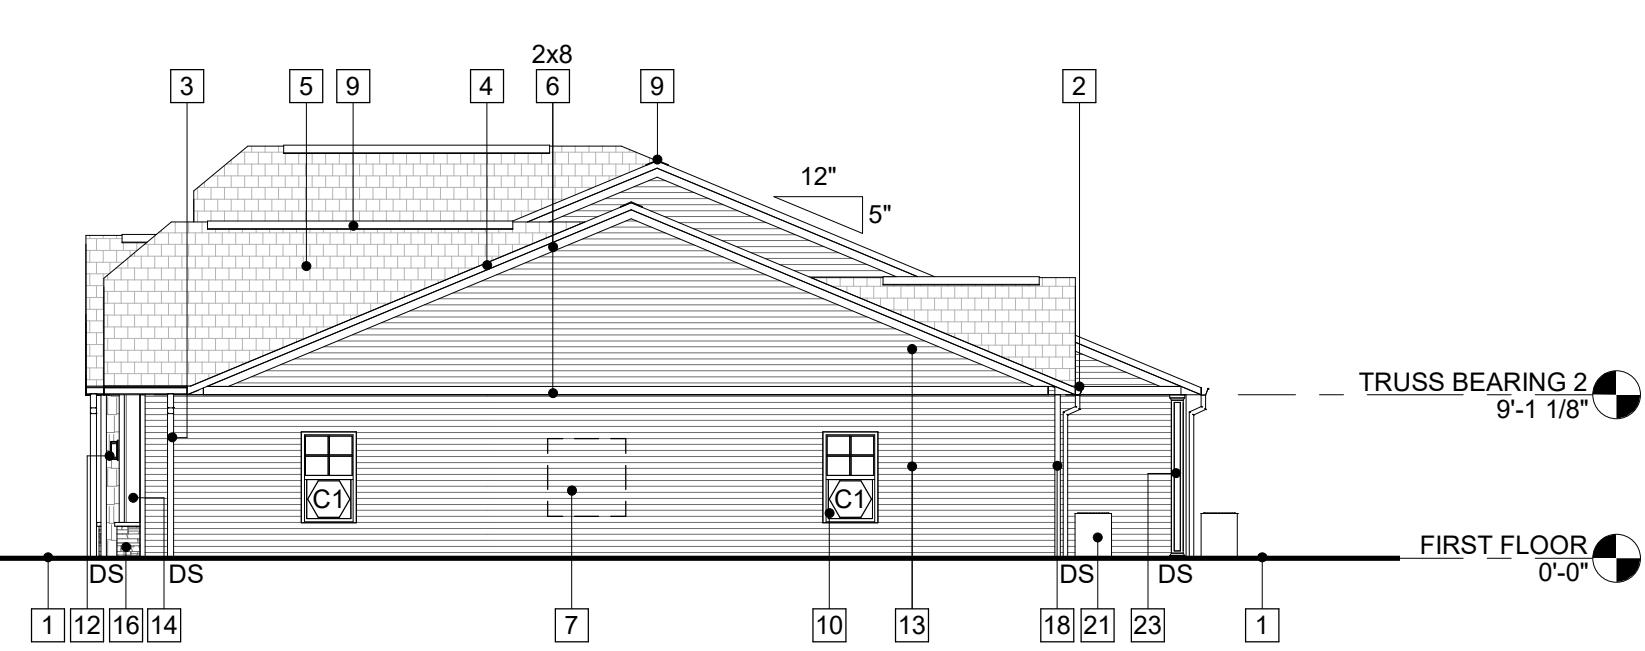 2x8
3
5
9
4
6
9
2
12"
5"
TRUSS BEARING 2
9'-1 1/8"
C1
C1
FIRST FLOOR
0'-0"
DS
DS
DS
DS
1
12
16
14
7
10
13
18
21
23
1